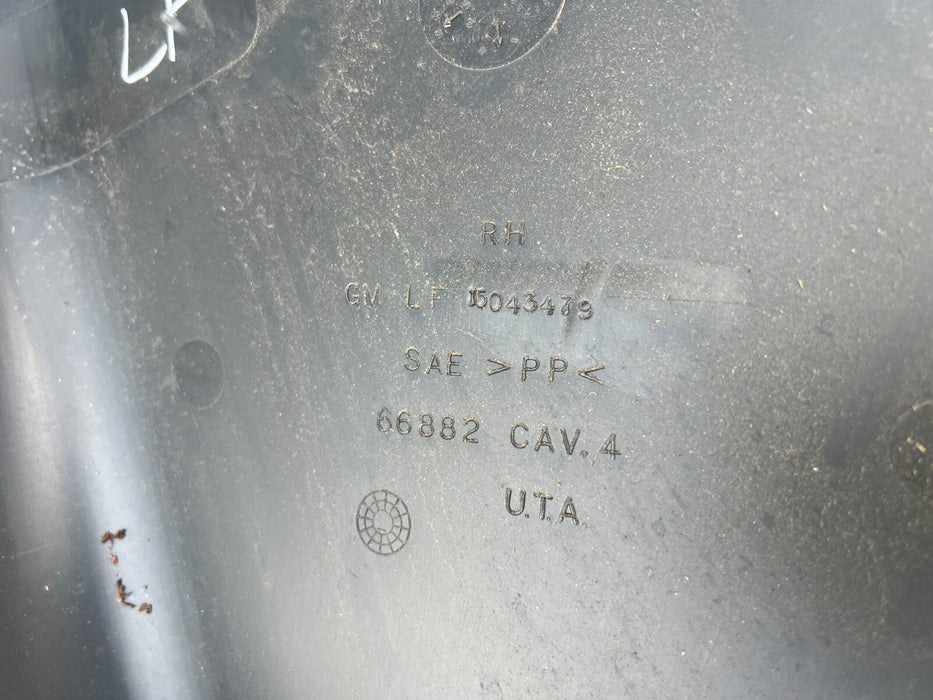 RH
GM LF 15043479
SAE >PP<
66882 CAV. 4
U.T.A.